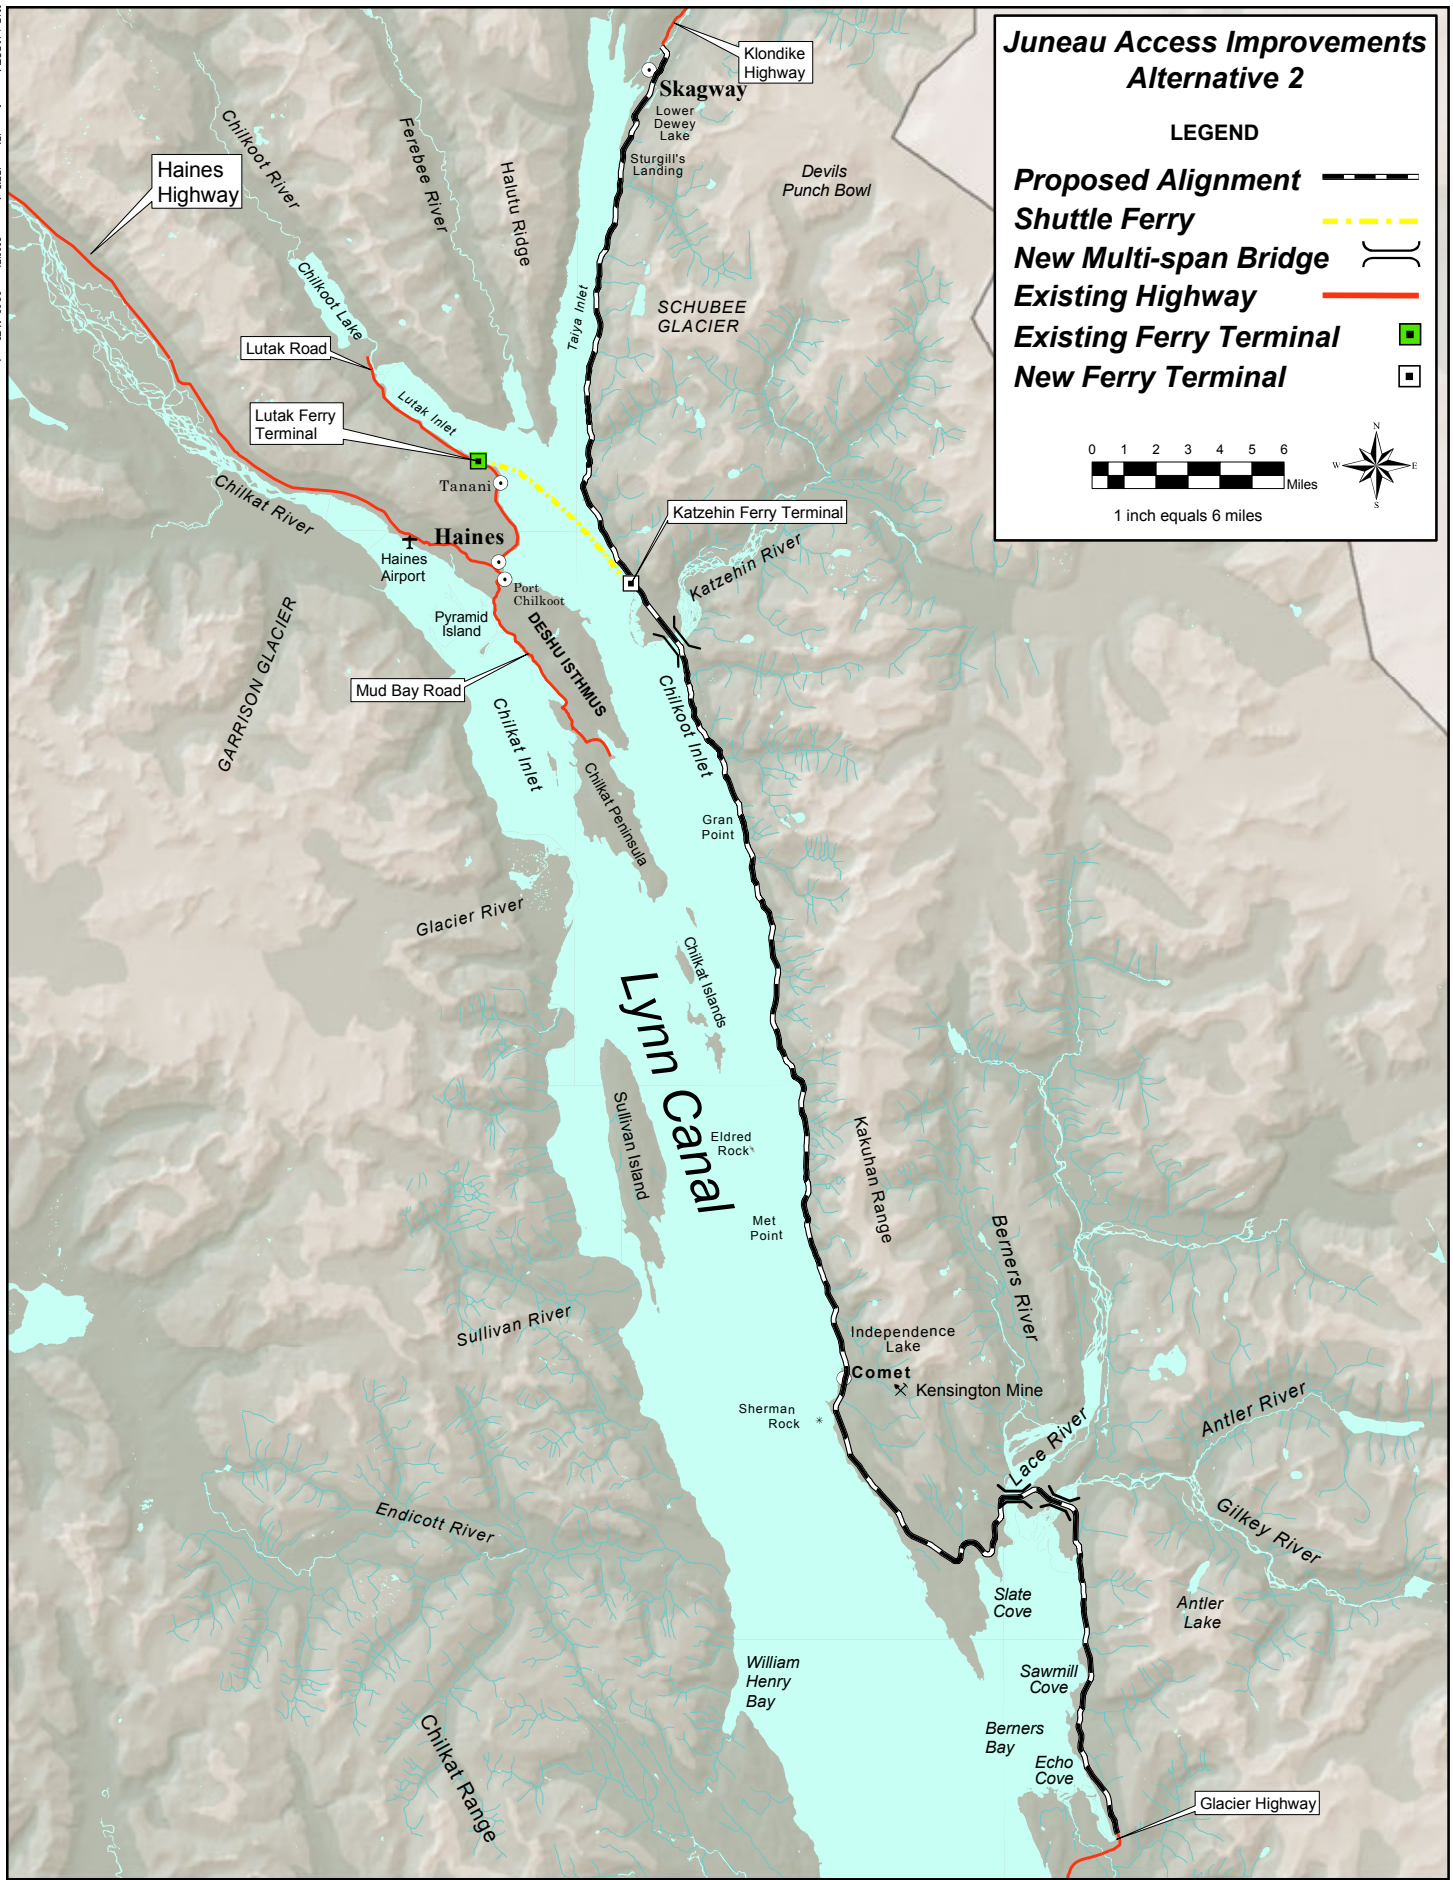 Juneau Access Improvements
Alternative 2
LEGEND
Proposed Alignment
Shuttle Ferry
New Multi-span Bridge
Existing Highway
Existing Ferry Terminal
New Ferry Terminal
0 1 2 3 4 5 6
Miles
1 inch equals 6 miles
N
W
E
S
Klondike
Highway
Skagway
Lower
Dewey
Lake
Sturgill's
Landing
Devils
Punch Bowl
Haines
Highway
Chilkoot River
Ferebee River
Halutu Ridge
Chilkoot Lake
Taiya Inlet
SCHUBEE
GLACIER
Lutak Road
Lutak Inlet
Lutak Ferry
Terminal
Tanani
Chilkat River
Haines
Haines
Airport
Port
Chilkoot
Katzehin Ferry Terminal
Katzehin River
Pyramid
Island
DESHU ISTHMUS
GARRISON GLACIER
Mud Bay Road
Chilkat Inlet
Chilkoot Inlet
Chilkat Peninsula
Gran
Point
Glacier River
Chilkat Islands
Lynn Canal
Sullivan Island
Eldred
Rock
Kakuhan Range
Met
Point
Berners River
Sullivan River
Independence
Lake
Comet
Kensington Mine
Sherman
Rock
Lace River
Antler River
Gilkey River
Endicott River
Slate
Cove
Antler
Lake
William
Henry
Bay
Sawmill
Cove
Berners
Bay
Echo
Cove
Chilkat Range
Glacier Highway